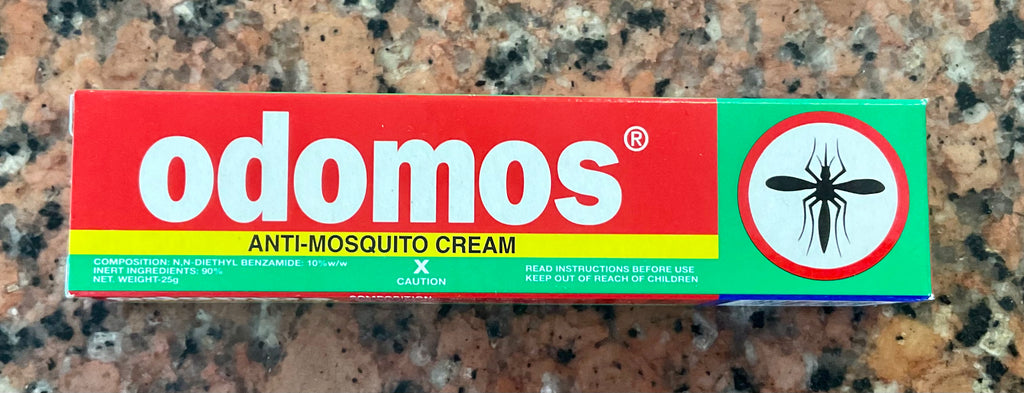 odomos®
ANTI-MOSQUITO CREAM
COMPOSITION: N,N-DIETHYL BENZAMIDE: 10%w/w
INERT INGREDIENTS: 90%
NET. WEIGHT-25g
X
CAUTION
READ INSTRUCTIONS BEFORE USE
KEEP OUT OF REACH OF CHILDREN
COMPOSITION